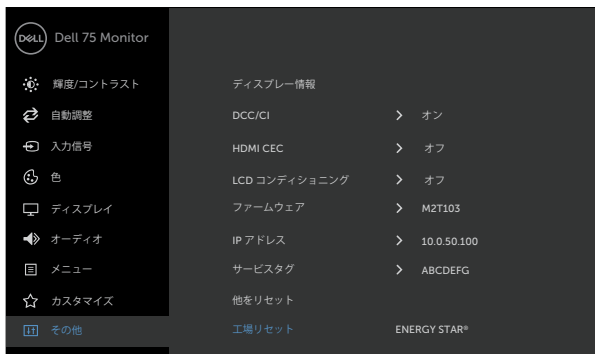 DELL Dell 75 Monitor
輝度/コントラスト
自動調整
入力信号
色
ディスプレイ
オーディオ
メニュー
カスタマイズ
その他
ディスプレー情報
DCC/CI > オン
HDMI CEC > オフ
LCD コンディショニング > オフ
ファームウェア > M2T103
IP アドレス > 10.0.50.100
サービスタグ > ABCDEFG
他をリセット
工場リセット ENERGY STAR®